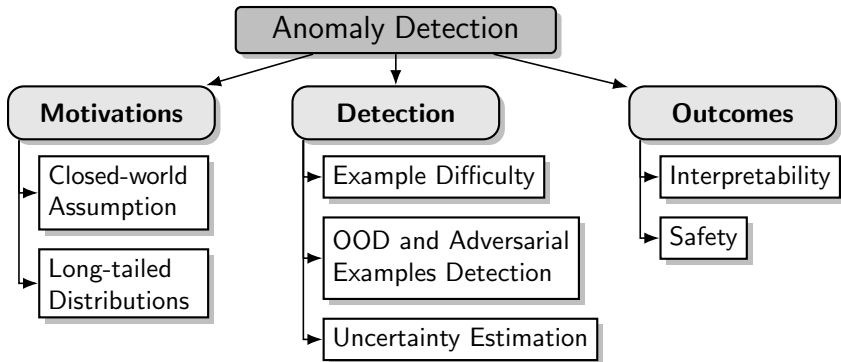 Anomaly Detection
Motivations
Closed-world
Assumption
Long-tailed
Distributions
Detection
Example Difficulty
OOD and Adversarial
Examples Detection
Uncertainty Estimation
Outcomes
Interpretability
Safety